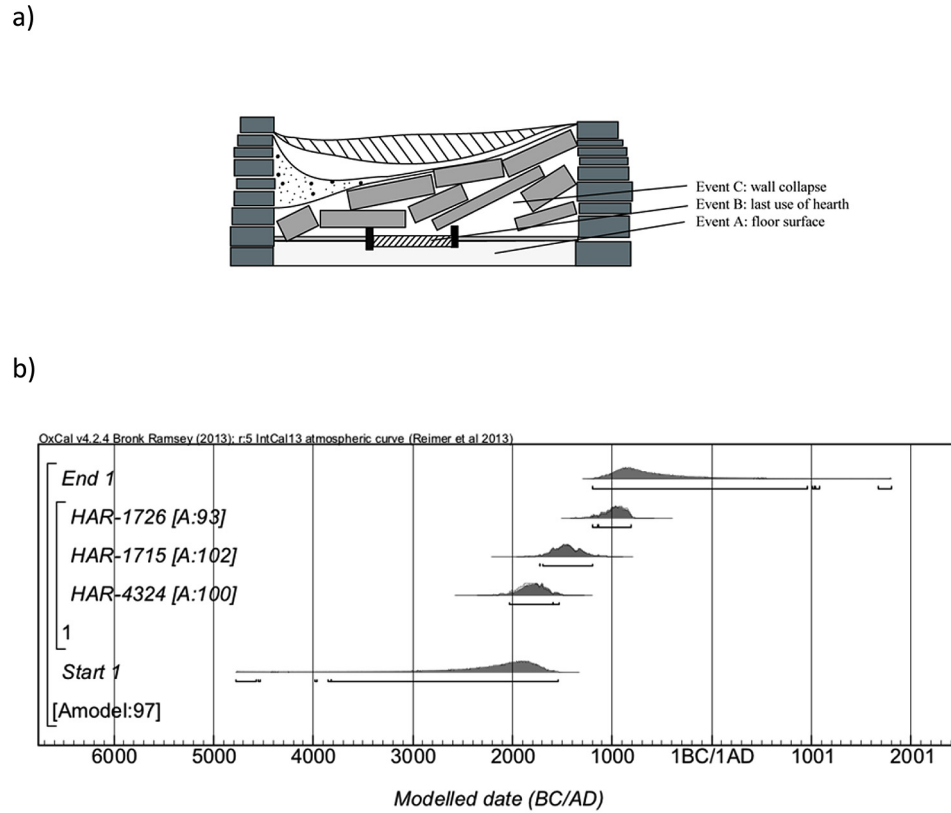 a)
Event C: wall collapse
Event B: last use of hearth
Event A: floor surface
b)
OxCal v4.2.4 Bronk Ramsey (2013); r:5 IntCal13 atmospheric curve (Reimer et al 2013)
End 1
HAR-1726 [A:93]
HAR-1715 [A:102]
HAR-4324 [A:100]
1
Start 1
[Amodel:97]
6000 5000 4000 3000 2000 1000 1BC/1AD 1001 2001
Modelled date (BC/AD)